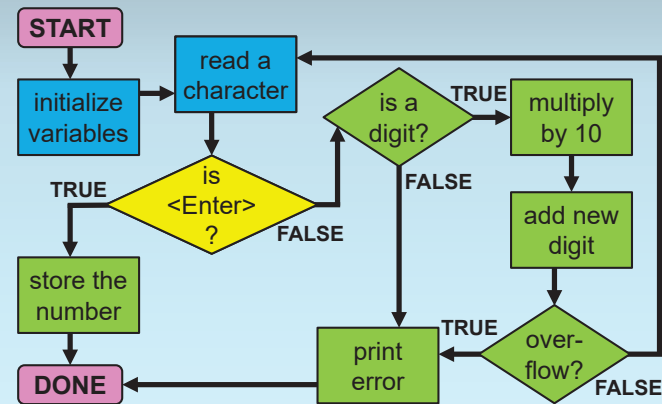 START
initialize
variables
read a
character
is
<Enter>
?
TRUE
FALSE
store the
number
DONE
is a
digit?
TRUE
FALSE
multiply
by 10
add new
digit
over-
flow?
TRUE
FALSE
print
error